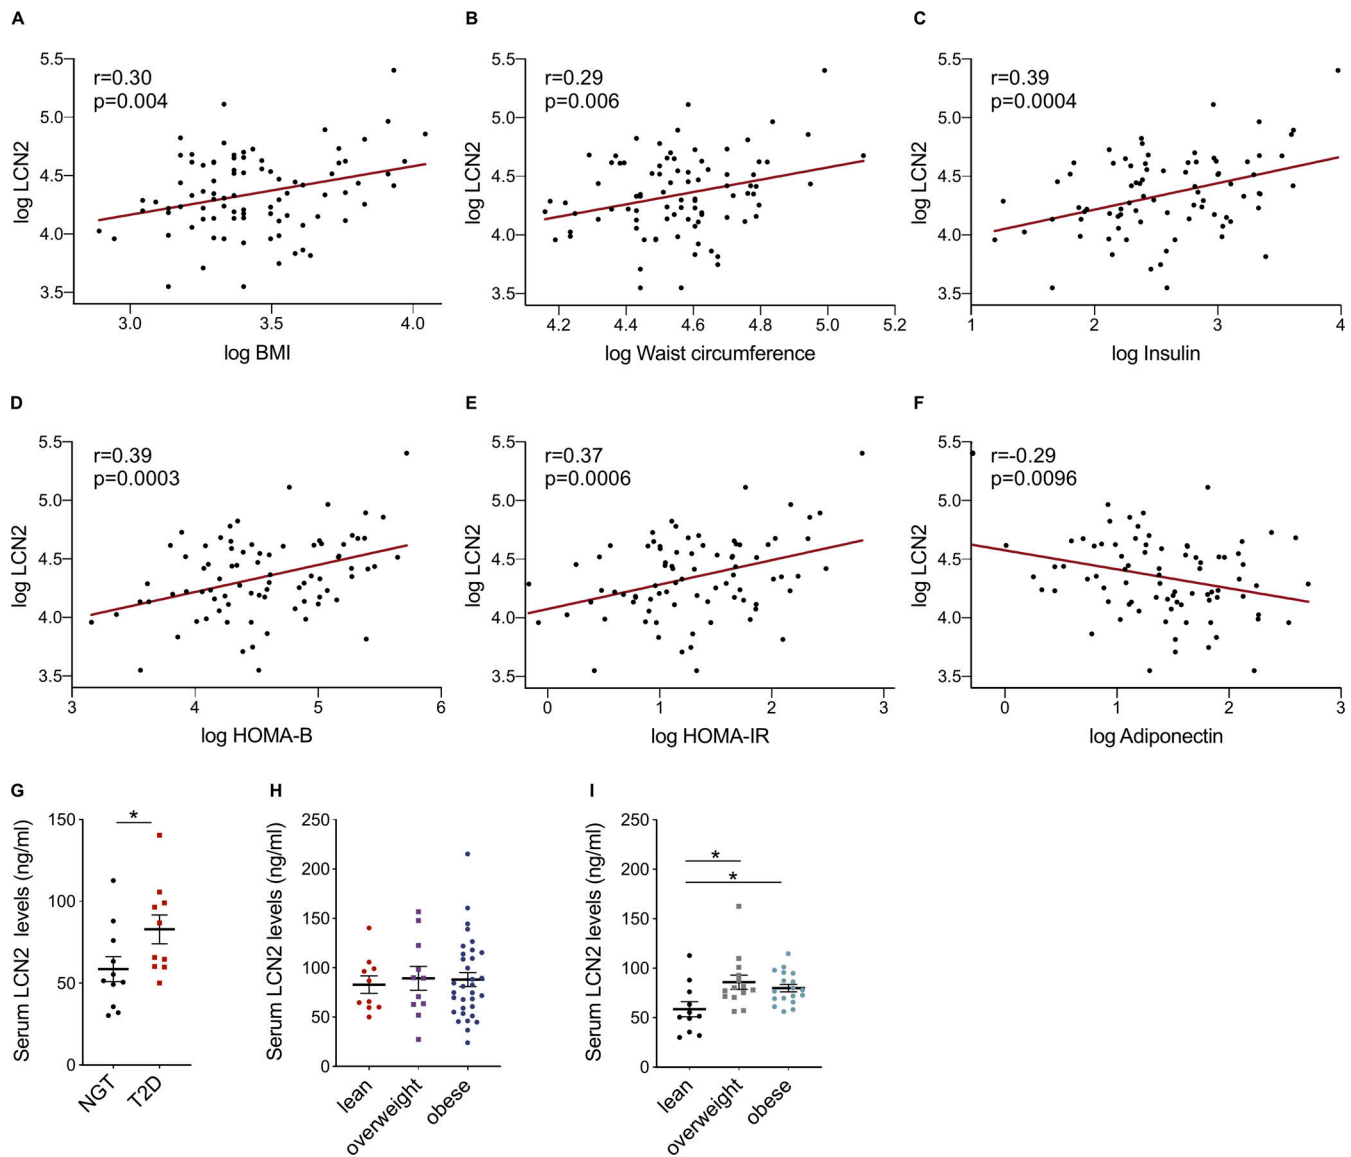 A
r=0.30
p=0.004
log LCN2
5.5
5.0
4.5
4.0
3.5
3.0 3.5 4.0
log BMI
B
r=0.29
p=0.006
log LCN2
5.5
5.0
4.5
4.0
3.5
4.2 4.4 4.6 4.8 5.0 5.2
log Waist circumference
C
r=0.39
p=0.0004
log LCN2
5.5
5.0
4.5
4.0
3.5
1 2 3 4
log Insulin
D
r=0.39
p=0.0003
log LCN2
5.5
5.0
4.5
4.0
3.5
3 4 5 6
log HOMA-B
E
r=0.37
p=0.0006
log LCN2
5.5
5.0
4.5
4.0
3.5
0 1 2 3
log HOMA-IR
F
r=-0.29
p=0.0096
log LCN2
5.5
5.0
4.5
4.0
3.5
0 1 2 3
log Adiponectin
G
Serum LCN2 levels (ng/ml)
150
100
50
0
*
NGT T2D
H
Serum LCN2 levels (ng/ml)
250
200
150
100
50
0
lean overweight obese
I
Serum LCN2 levels (ng/ml)
250
200
150
100
50
0
*
*
lean overweight obese